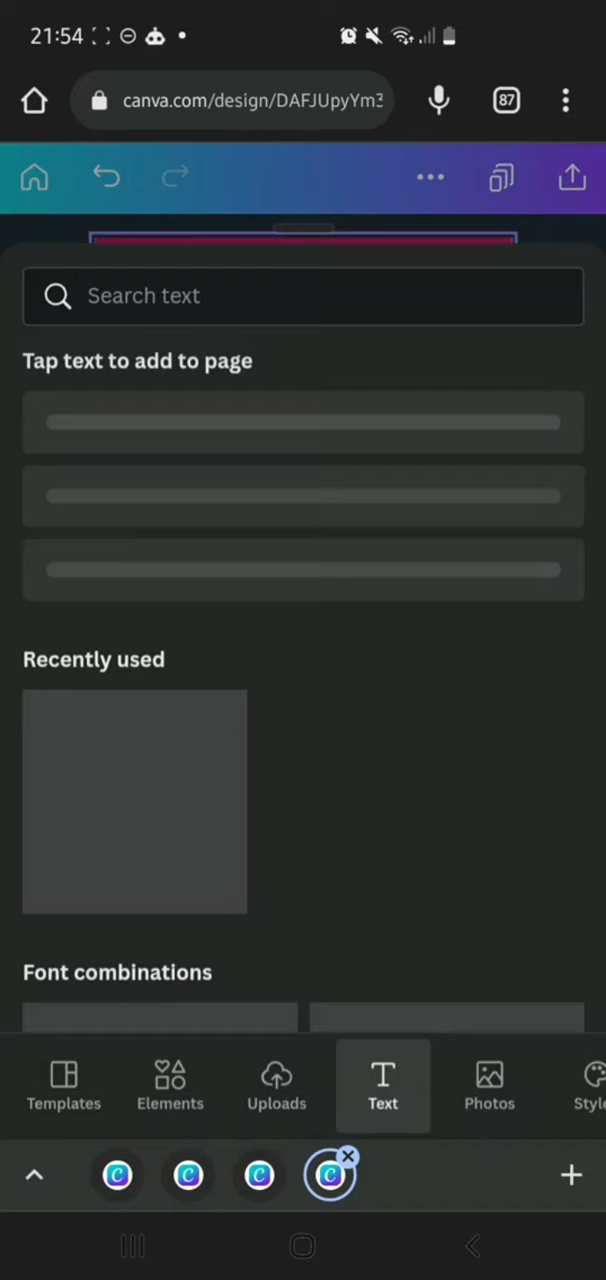 21:54
canva.com/design/DAFJUpyYm3
87
Search text
Tap text to add to page
Recently used
Font combinations
Templates
Elements
Uploads
Text
Photos
Style